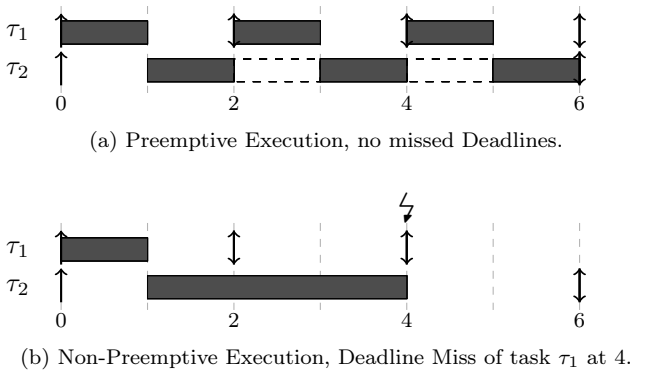 τ1
τ2
0 2 4 6
(a) Preemptive Execution, no missed Deadlines.
τ1
τ2
0 2 4 6
(b) Non-Preemptive Execution, Deadline Miss of task τ1 at 4.